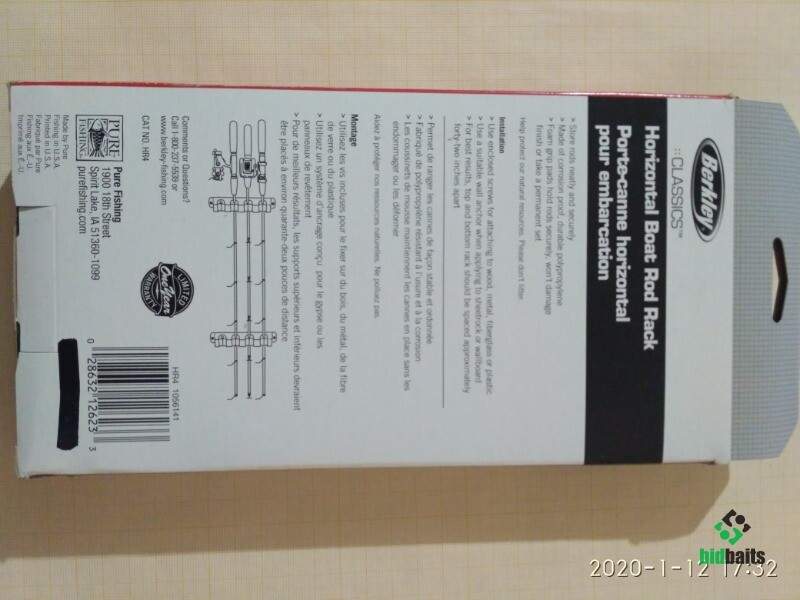 Berkley
::CLASSICS™
Horizontal Boat Rod Rack
Porte-canne horizontal
pour embarcation
> Store rods neatly and securely
> Made of corrosion proof, durable polypropylene
> Foam grip pads hold rods securely, won't damage
finish or take a permanent set
Help protect our natural resources. Please don't litter.
Installation
> Use enclosed screws for attaching to wood, metal, fiberglass or plastic
> Use a suitable wall anchor when applying to sheetrock or wallboard
> For best results, top and bottom rack should be spaced approximately
forty-two inches apart
> Permet de ranger les cannes de façon stable et ordonnée
> Fabriqué de polypropylène résistant à l'usure et à la corrosion
> Les coussinets de mousse maintiennent les cannes en place sans les
endommager ou les déformer
Aidez à protéger nos ressources naturelles. Ne polluez pas.
Montage
> Utilisez les vis incluses pour le fixer sur du bois, du métal, de la fibre
de verre ou du plastique
> Utilisez un système d'ancrage conçu pour le gypse ou les
panneaux de revêtement
> Pour de meilleurs résultats, les supports supérieurs et inférieurs devraient
être placés à environ quarante-deux pouces de distance
Comments or Questions?
Call 1-800-237-5539 or
www.berkley-fishing.com
CAT NO. HR4
LIMITED
One Year
WARRANTY
HR4 1056141
0 28632 12623 3
PURE
FISHING
Pure Fishing
1900 18th Street
Spirit Lake, IA 51360-1099
purefishing.com
Made by Pure
Fishing in U.S.A.
Printed in U.S.A.
Fabriqué par Pure
Fishing aux É.-U.
Imprimé aux É.-U.
bidbaits
2020-1-12 17:32